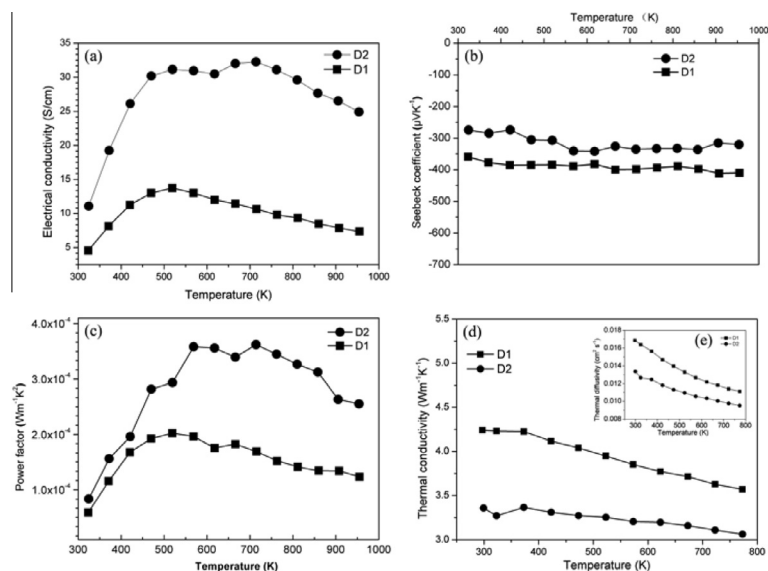 (a)
D2
D1
Electrical conductivity (S/cm)
35
30
25
20
15
10
5
300 400 500 600 700 800 900 1000
Temperature (K)
Temperature （K）
300 400 500 600 700 800 900 1000
(b)
D2
D1
Seebeck coefficient (μVK⁻¹)
0
-100
-200
-300
-400
-500
-600
-700
(c)
D2
D1
Power factor (Wm⁻¹K²)
4.0x10⁻⁴
3.0x10⁻⁴
2.0x10⁻⁴
1.0x10⁻⁴
300 400 500 600 700 800 900 1000
Temperature (K)
(d)
D1
D2
Thermal conductivity (Wm⁻¹K⁻¹)
5.5
5.0
4.5
4.25
3.5
3.0
300 400 500 600 700 800
Temperature (K)
(e)
D1
D2
Thermal diffusivity (cm² s)
0.018
0.016
0.014
0.012
0.010
0.008
300 400 500 600 700 800
Temperature (K)